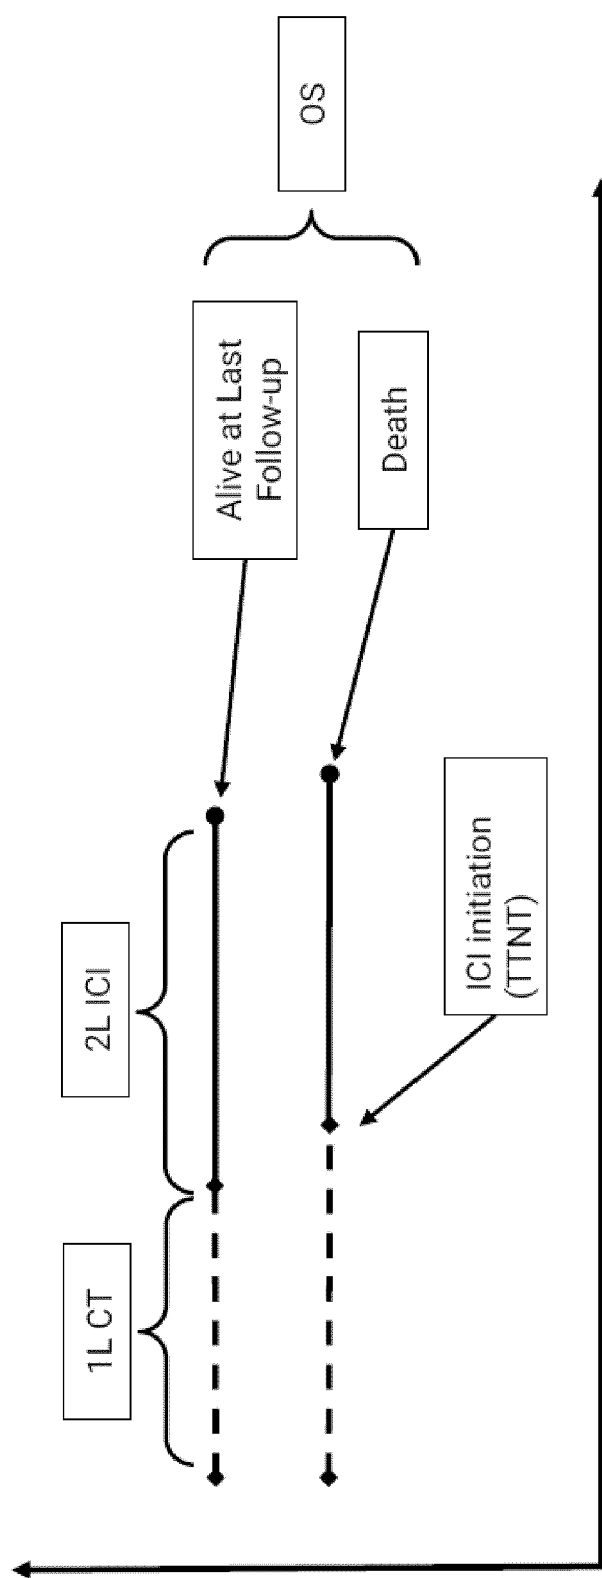 1L CT
2L ICI
Alive at Last
Follow-up
OS
Death
ICI initiation
(TTNT)